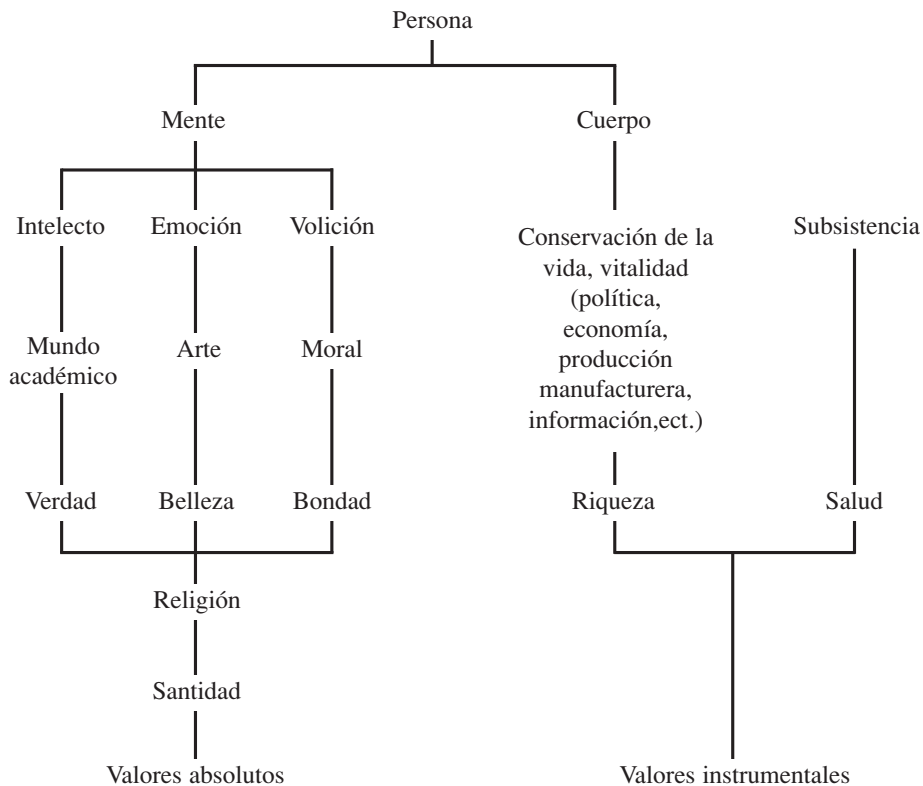 Persona
Mente
Cuerpo
Intelecto
Emoción
Volición
Conservación de la
vida, vitalidad
(política,
economía,
producción
manufacturera,
información,ect.)
Subsistencia
Mundo
académico
Arte
Moral
Verdad
Belleza
Bondad
Riqueza
Salud
Religión
Santidad
Valores absolutos
Valores instrumentales